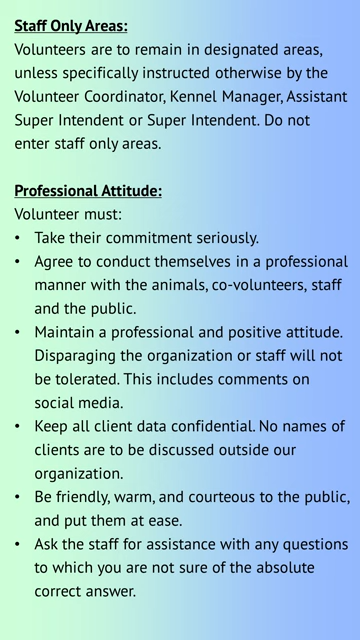 Staff Only Areas:
Volunteers are to remain in designated areas,
unless specifically instructed otherwise by the
Volunteer Coordinator, Kennel Manager, Assistant
Super Intendent or Super Intendent. Do not
enter staff only areas.
Professional Attitude:
Volunteer must:
• Take their commitment seriously.
• Agree to conduct themselves in a professional
manner with the animals, co-volunteers, staff
and the public.
• Maintain a professional and positive attitude.
Disparaging the organization or staff will not
be tolerated. This includes comments on
social media.
• Keep all client data confidential. No names of
clients are to be discussed outside our
organization.
• Be friendly, warm, and courteous to the public,
and put them at ease.
• Ask the staff for assistance with any questions
to which you are not sure of the absolute
correct answer.